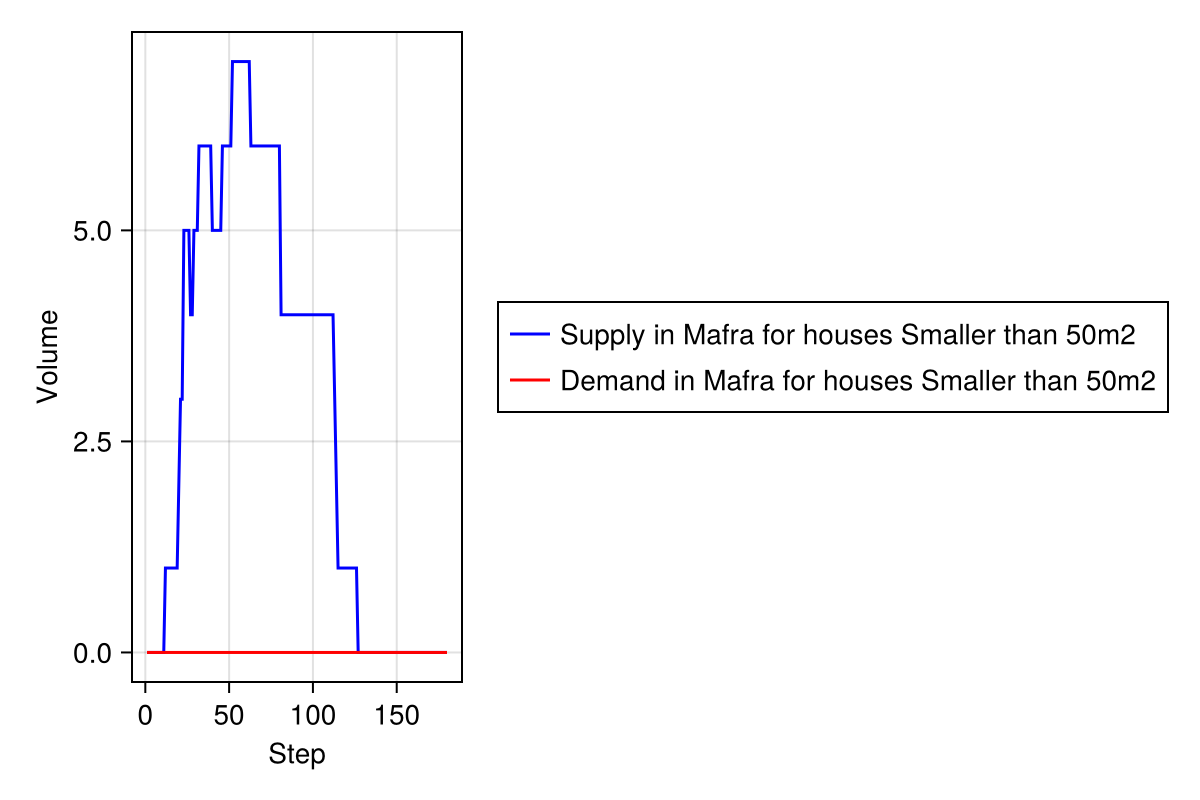 Volume
5.0
2.5
0.0
0 50 100 150
Step
Supply in Mafra for houses Smaller than 50m2
Demand in Mafra for houses Smaller than 50m2